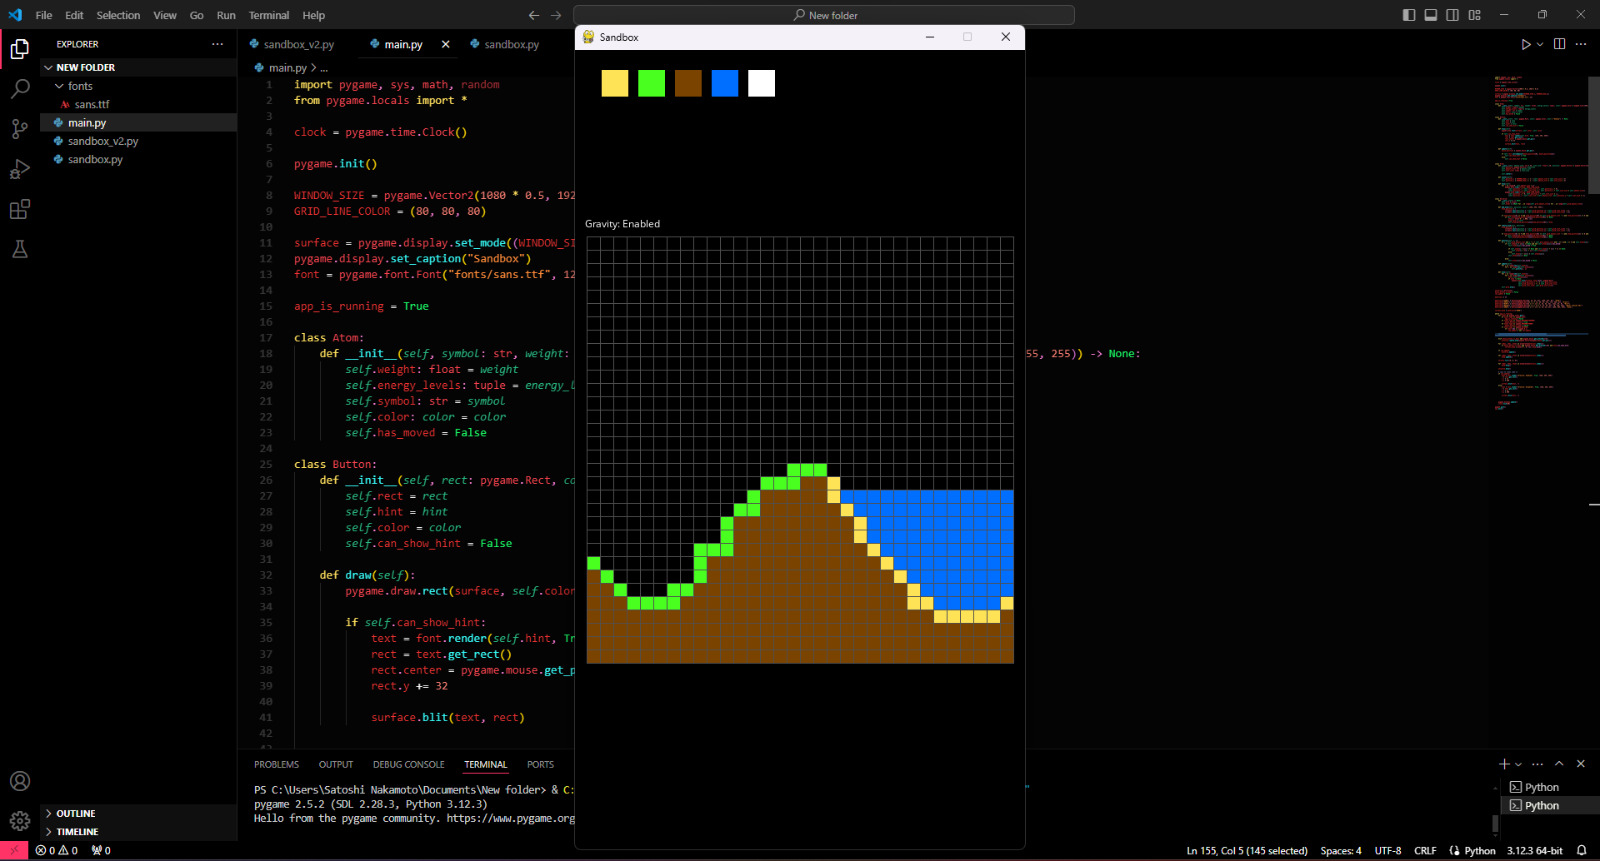 File Edit Selection View Go Run Terminal Help
New folder
EXPLORER
NEW FOLDER
fonts
sans.ttf
main.py
sandbox_v2.py
sandbox.py
OUTLINE
TIMELINE
sandbox_v2.py main.py sandbox.py
main.py > ...
1 import pygame, sys, math, random
2 from pygame.locals import *
3
4 clock = pygame.time.Clock()
5
6 pygame.init()
7
8 WINDOW_SIZE = pygame.Vector2(1080 * 0.5, 192
9 GRID_LINE_COLOR = (80, 80, 80)
10
11 surface = pygame.display.set_mode((WINDOW_SI
12 pygame.display.set_caption("Sandbox")
13 font = pygame.font.Font("fonts/sans.ttf", 12
14
15 app_is_running = True
16
17 class Atom:
18 def __init__(self, symbol: str, weight: 55, 255)) -> None:
19 self.weight: float = weight
20 self.energy_levels: tuple = energy_l
21 self.symbol: str = symbol
22 self.color: color = color
23 self.has_moved = False
24
25 class Button:
26 def __init__(self, rect: pygame.Rect, co
27 self.rect = rect
28 self.hint = hint
29 self.color = color
30 self.can_show_hint = False
31
32 def draw(self):
33 pygame.draw.rect(surface, self.color
34
35 if self.can_show_hint:
36 text = font.render(self.hint, Tr
37 rect = text.get_rect()
38 rect.center = pygame.mouse.get_p
39 rect.y += 32
40
41 surface.blit(text, rect)
42
Sandbox
Gravity: Enabled
PROBLEMS OUTPUT DEBUG CONSOLE TERMINAL PORTS
PS C:\Users\Satoshi Nakamoto\Documents\New folder> & C:
pygame 2.5.2 (SDL 2.28.3, Python 3.12.3)
Hello from the pygame community. https://www.pygame.org
Python
Python
0 0 0 Ln 155, Col 5 (145 selected) Spaces: 4 UTF-8 CRLF Python 3.12.3 64-bit